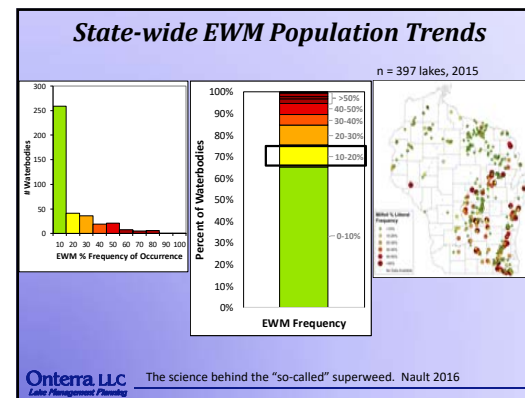 State-wide EWM Population Trends
n = 397 lakes, 2015
300
250
200
150
100
50
0
# Waterbodies
10 20 30 40 50 60 70 80 90 100
EWM % Frequency of Occurrence
100%
90%
80%
70%
60%
50%
40%
30%
20%
10%
0%
Percent of Waterbodies
>50%
40-50%
30-40%
20-30%
10-20%
0-10%
EWM Frequency
% Littoral
Frequency
Onterra LLC
Lake Management Planning
The science behind the “so-called” superweed. Nault 2016